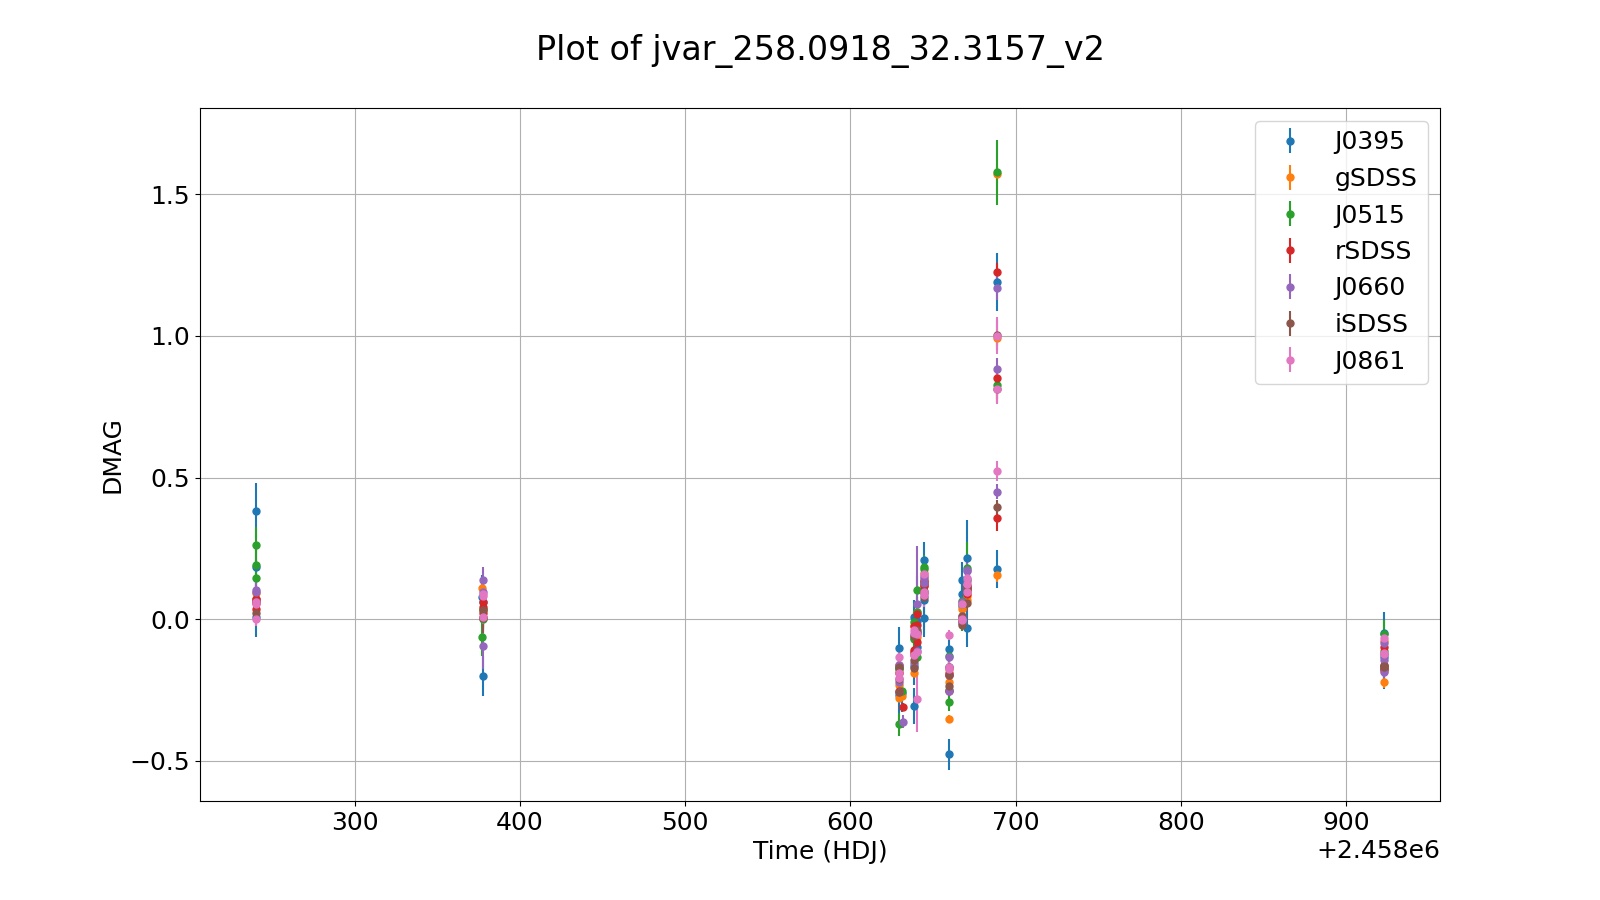 Plot of jvar_258.0918_32.3157_v2
DMAG
1.5
1.0
0.5
0.0
−0.5
J0395
gSDSS
J0515
rSDSS
J0660
iSDSS
J0861
300 400 500 600 700 800 900
+2.458e6
Time (HDJ)